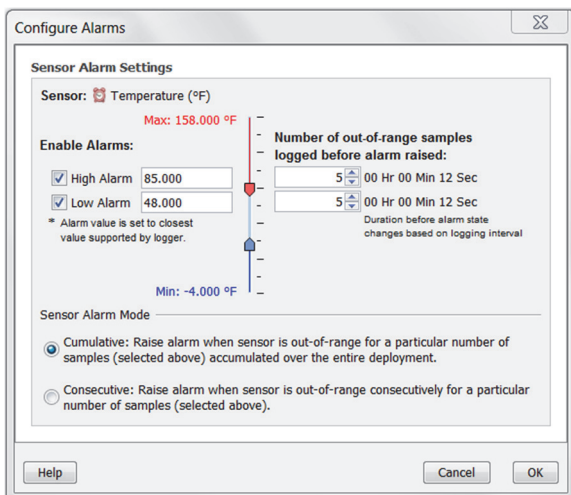 Configure Alarms
Sensor Alarm Settings
Sensor: Temperature (°F)
Max: 158.000 °F
Enable Alarms:
Number of out-of-range samples
logged before alarm raised:
High Alarm 85.000
5 00 Hr 00 Min 12 Sec
Low Alarm 48.000
5 00 Hr 00 Min 12 Sec
* Alarm value is set to closest
value supported by logger.
Duration before alarm state
changes based on logging interval
Min: -4.000 °F
Sensor Alarm Mode
Cumulative: Raise alarm when sensor is out-of-range for a particular number of
samples (selected above) accumulated over the entire deployment.
Consecutive: Raise alarm when sensor is out-of-range consecutively for a particular
number of samples (selected above).
Help
Cancel
OK